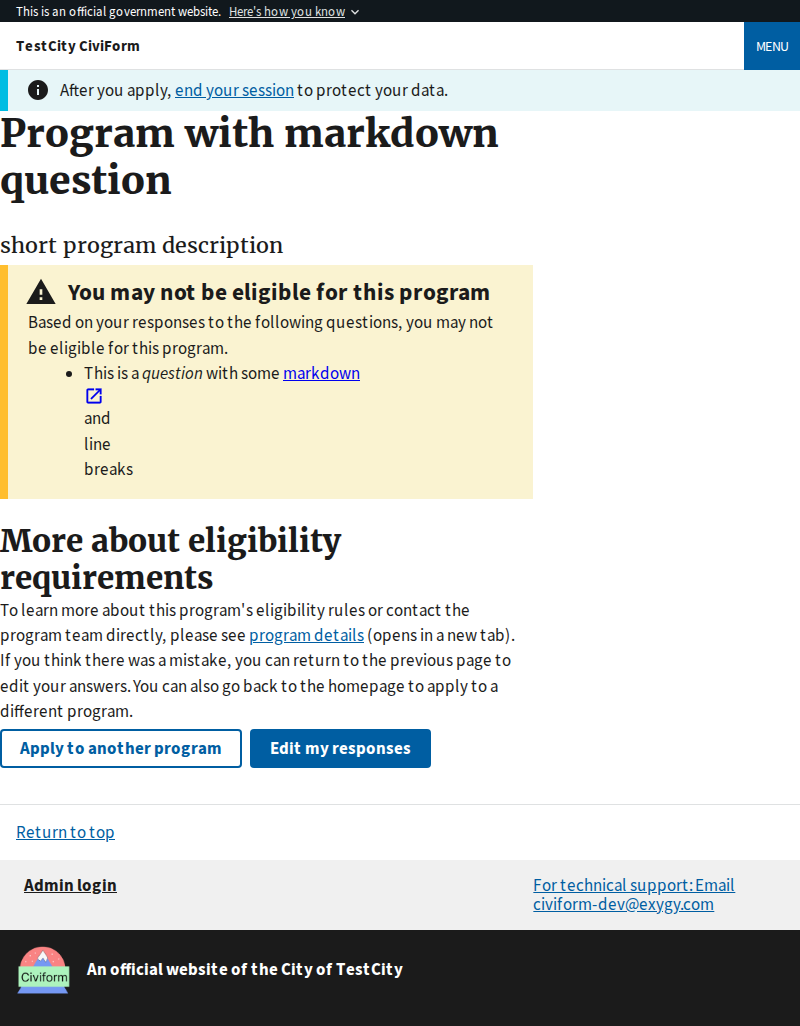 This is an official government website. Here's how you know
TestCity CiviForm
MENU
After you apply, end your session to protect your data.
Program with markdown
question
short program description
You may not be eligible for this program
Based on your responses to the following questions, you may not
be eligible for this program.
This is a question with some markdown
and
line
breaks
More about eligibility
requirements
To learn more about this program's eligibility rules or contact the
program team directly, please see program details (opens in a new tab).
If you think there was a mistake, you can return to the previous page to
edit your answers. You can also go back to the homepage to apply to a
different program.
Apply to another program
Edit my responses
Return to top
Admin login
For technical support: Email
civiform-dev@exygy.com
Civiform
An official website of the City of TestCity